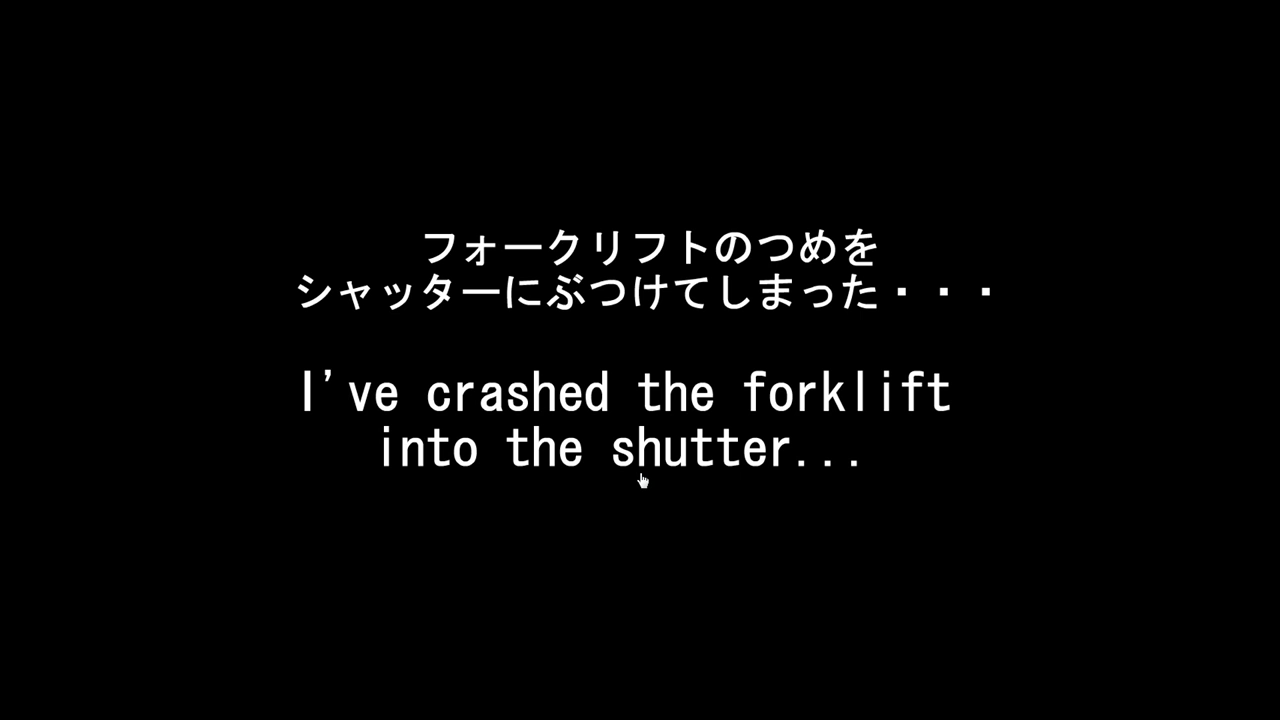 フォークリフトのつめを
シャッターにぶつけてしまった・・・
I've crashed the forklift
into the shutter...